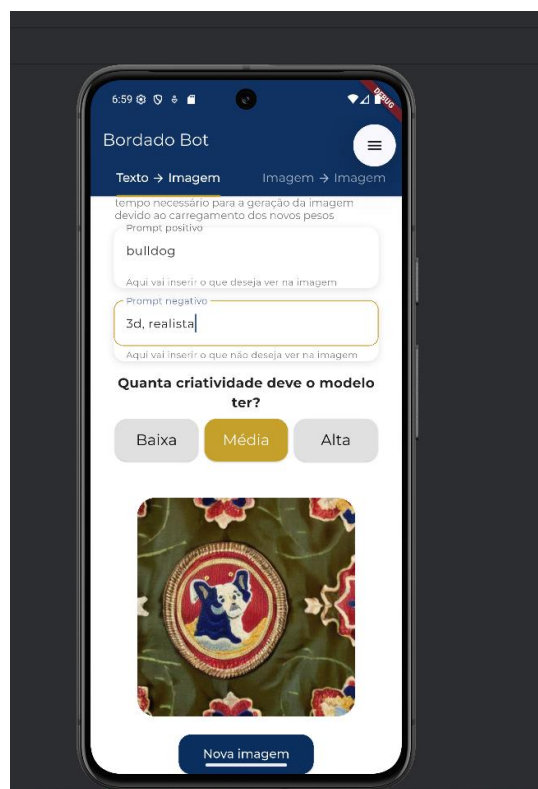 6:59
DEBUG
Bordado Bot
Texto → Imagem
Imagem → Imagem
tempo necessário para a geração da imagem
devido ao carregamento dos novos pesos
Prompt positivo
bulldog
Aqui vai inserir o que deseja ver na imagem
Prompt negativo
3d, realista
Aqui vai inserir o que não deseja ver na imagem
Quanta criatividade deve o modelo
ter?
Baixa
Média
Alta
Nova imagem